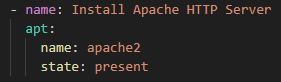 - name: Install Apache HTTP Server
  apt:
    name: apache2
    state: present